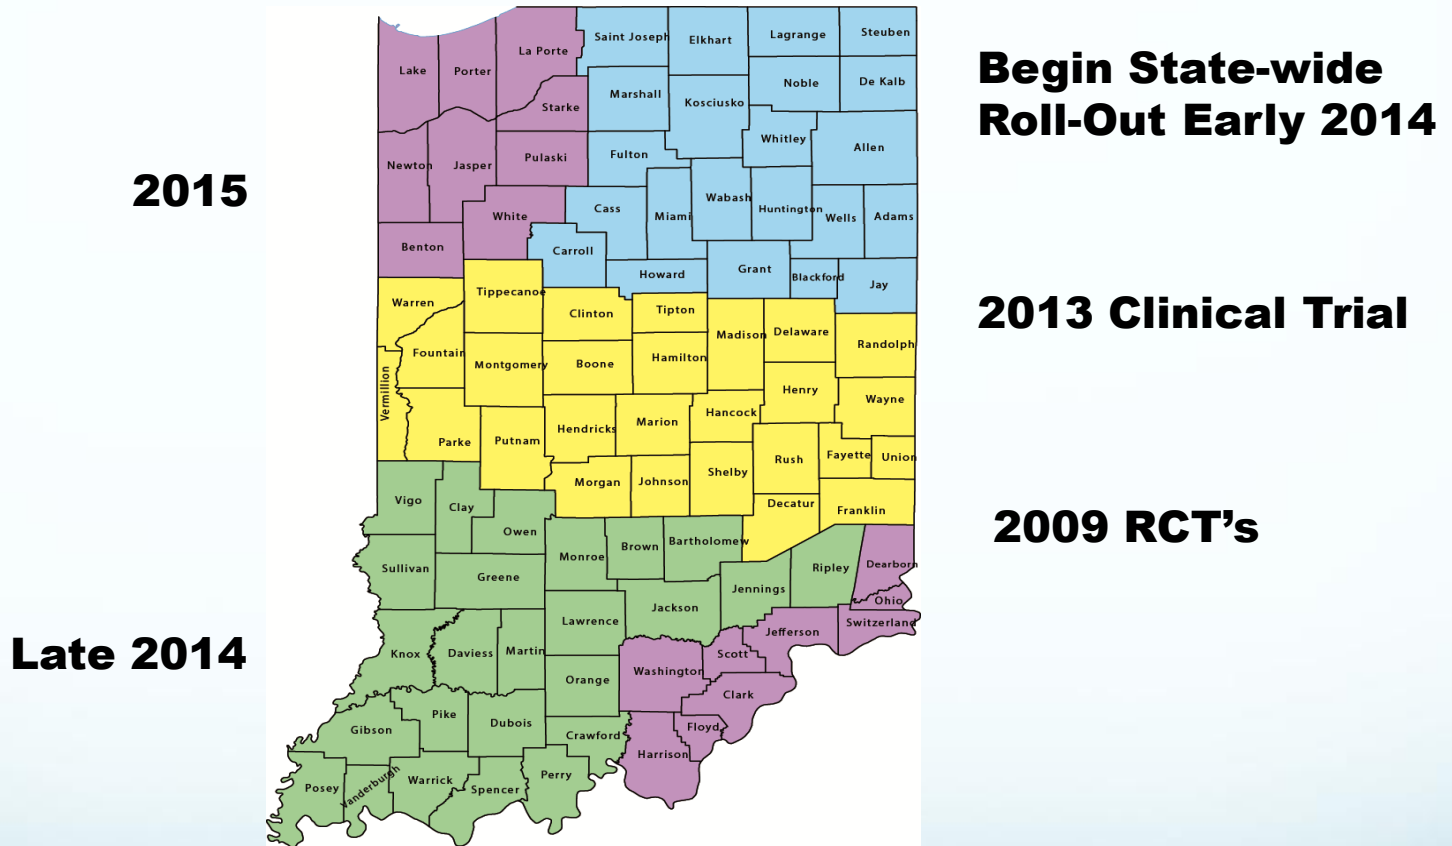 Begin State-wide
Roll-Out Early 2014
2015
2013 Clinical Trial
2009 RCT’s
Late 2014
Saint Joseph
Elkhart
Lagrange
Steuben
La Porte
Lake
Porter
Noble
De Kalb
Marshall
Kosciusko
Starke
Whitley
Allen
Fulton
Pulaski
Newton
Jasper
Wabash
Huntington
Wells
Adams
Miami
Cass
White
Benton
Carroll
Howard
Grant
Blackford
Jay
Warren
Tippecanoe
Clinton
Tipton
Madison
Delaware
Randolph
Fountain
Montgomery
Boone
Hamilton
Vermillion
Henry
Wayne
Hancock
Marion
Hendricks
Putnam
Parke
Rush
Fayette
Union
Shelby
Johnson
Morgan
Decatur
Franklin
Vigo
Clay
Owen
Monroe
Brown
Bartholomew
Ripley
Dearborn
Sullivan
Greene
Jennings
Ohio
Jackson
Switzerland
Lawrence
Jefferson
Knox
Daviess
Martin
Scott
Washington
Orange
Clark
Pike
Dubois
Gibson
Crawford
Floyd
Harrison
Posey
Vanderburgh
Warrick
Spencer
Perry